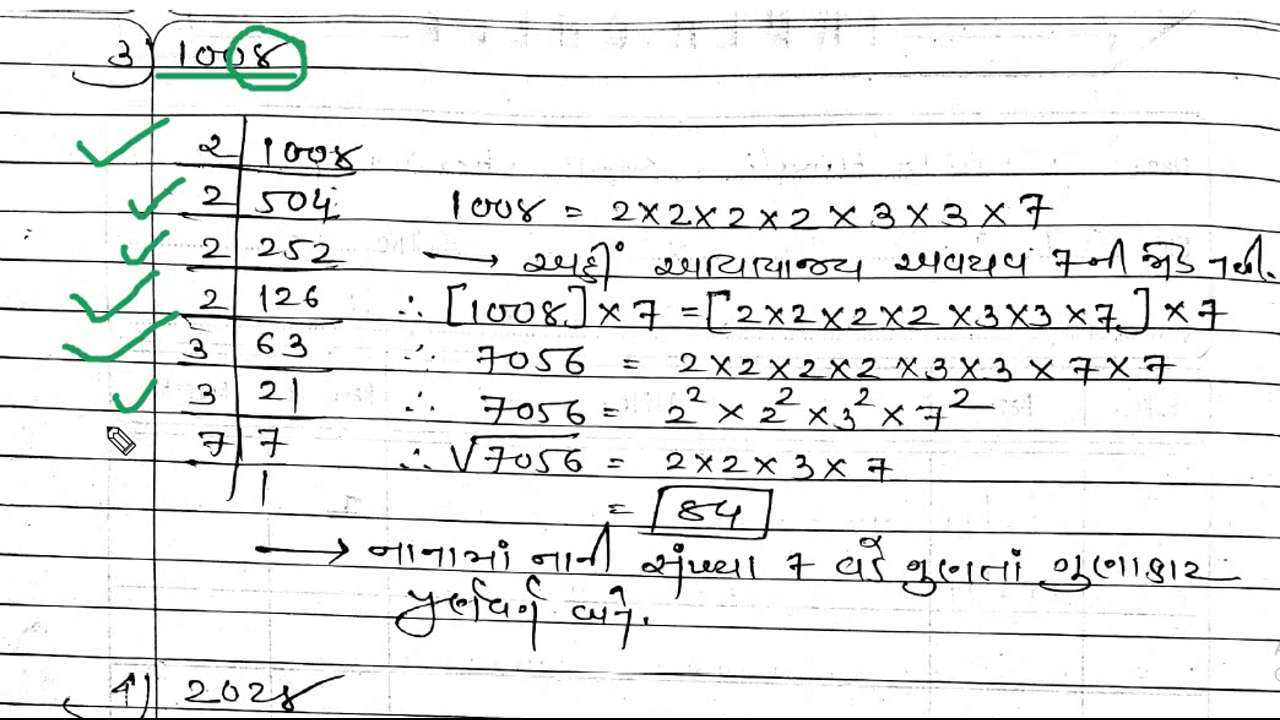 3) 1008
2 | 1008
2 | 504 1008 = 2×2×2×2×3×3×7
2 | 252 → અહીં અવિભાજ્ય અવયવ 7ની જોડ નથી.
2 | 126 ∴ [1008]×7 = [2×2×2×2×3×3×7]×7
3 | 63 ∴ 7056 = 2×2×2×2×3×3×7×7
3 | 21 ∴ 7056 = 2²×2²×3²×7²
7 | 7 ∴ √7056 = 2×2×3×7
1
= 84
→ નાનામાં નાની સંખ્યા 7 વડે ગુણતાં ગુણાકાર
પૂર્ણવર્ગ બને.
4) 2028